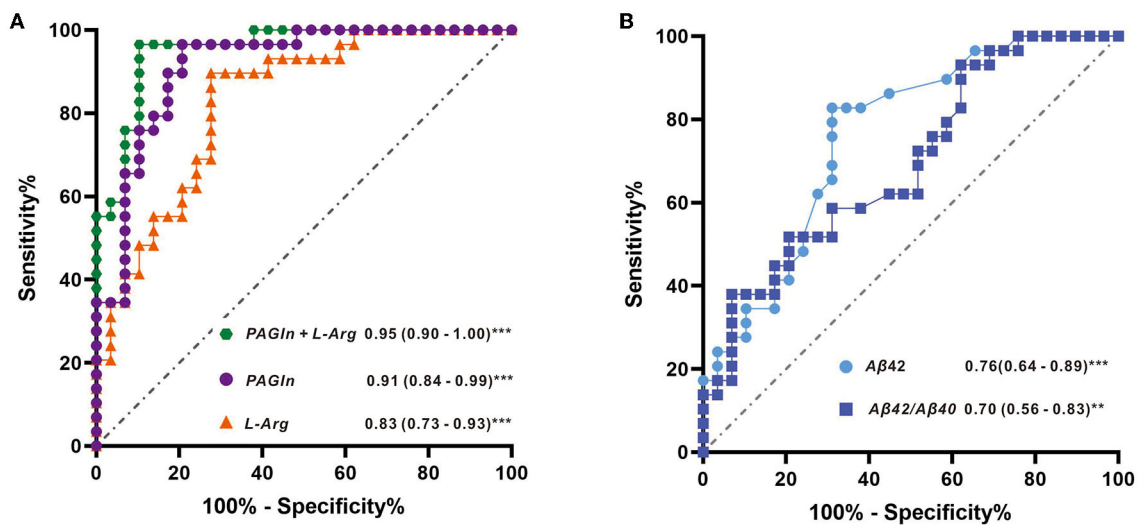 A
100
80
60
40
20
0
Sensitivity%
PAGln + L-Arg 0.95 (0.90 - 1.00)***
PAGln 0.91 (0.84 - 0.99)***
L-Arg 0.83 (0.73 - 0.93)***
0 20 40 60 80 100
100% - Specificity%
B
100
80
60
40
20
0
Sensitivity%
Aβ42 0.76(0.64 - 0.89)***
Aβ42/Aβ40 0.70 (0.56 - 0.83)**
0 20 40 60 80 100
100% - Specificity%